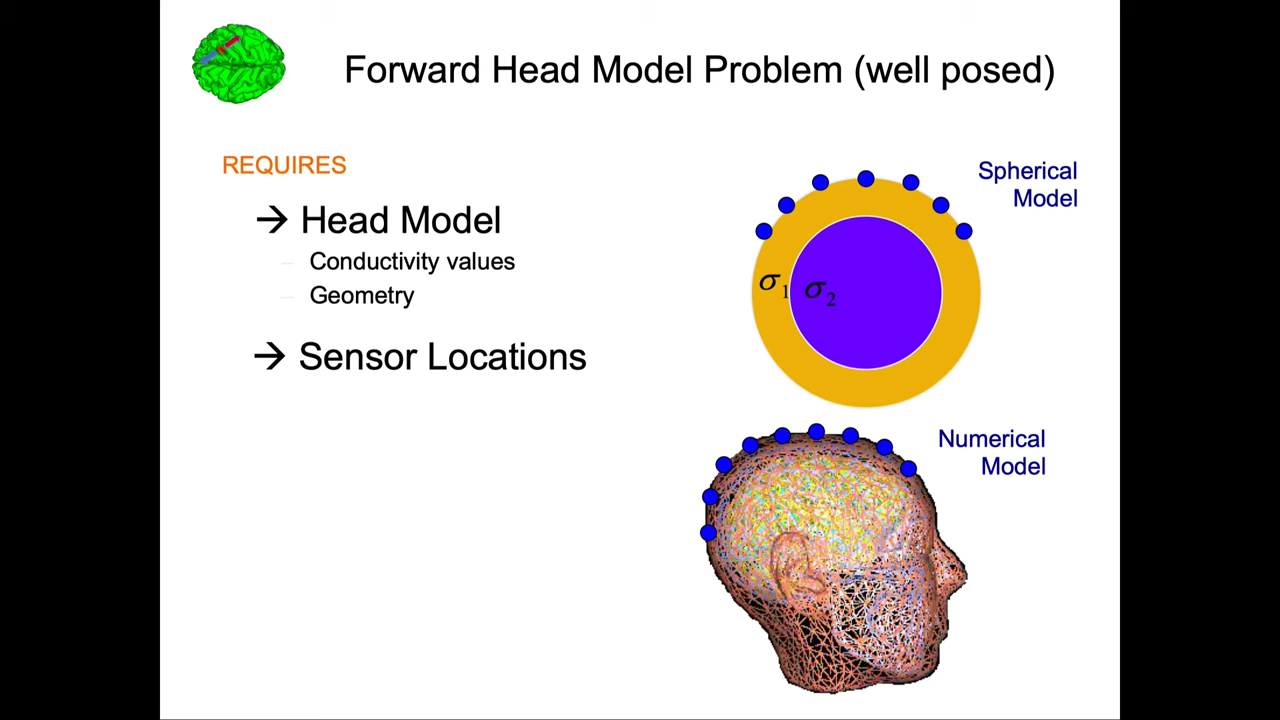 Forward Head Model Problem (well posed)
REQUIRES
→ Head Model
– Conductivity values
– Geometry
→ Sensor Locations
Spherical
Model
σ1 σ2
Numerical
Model